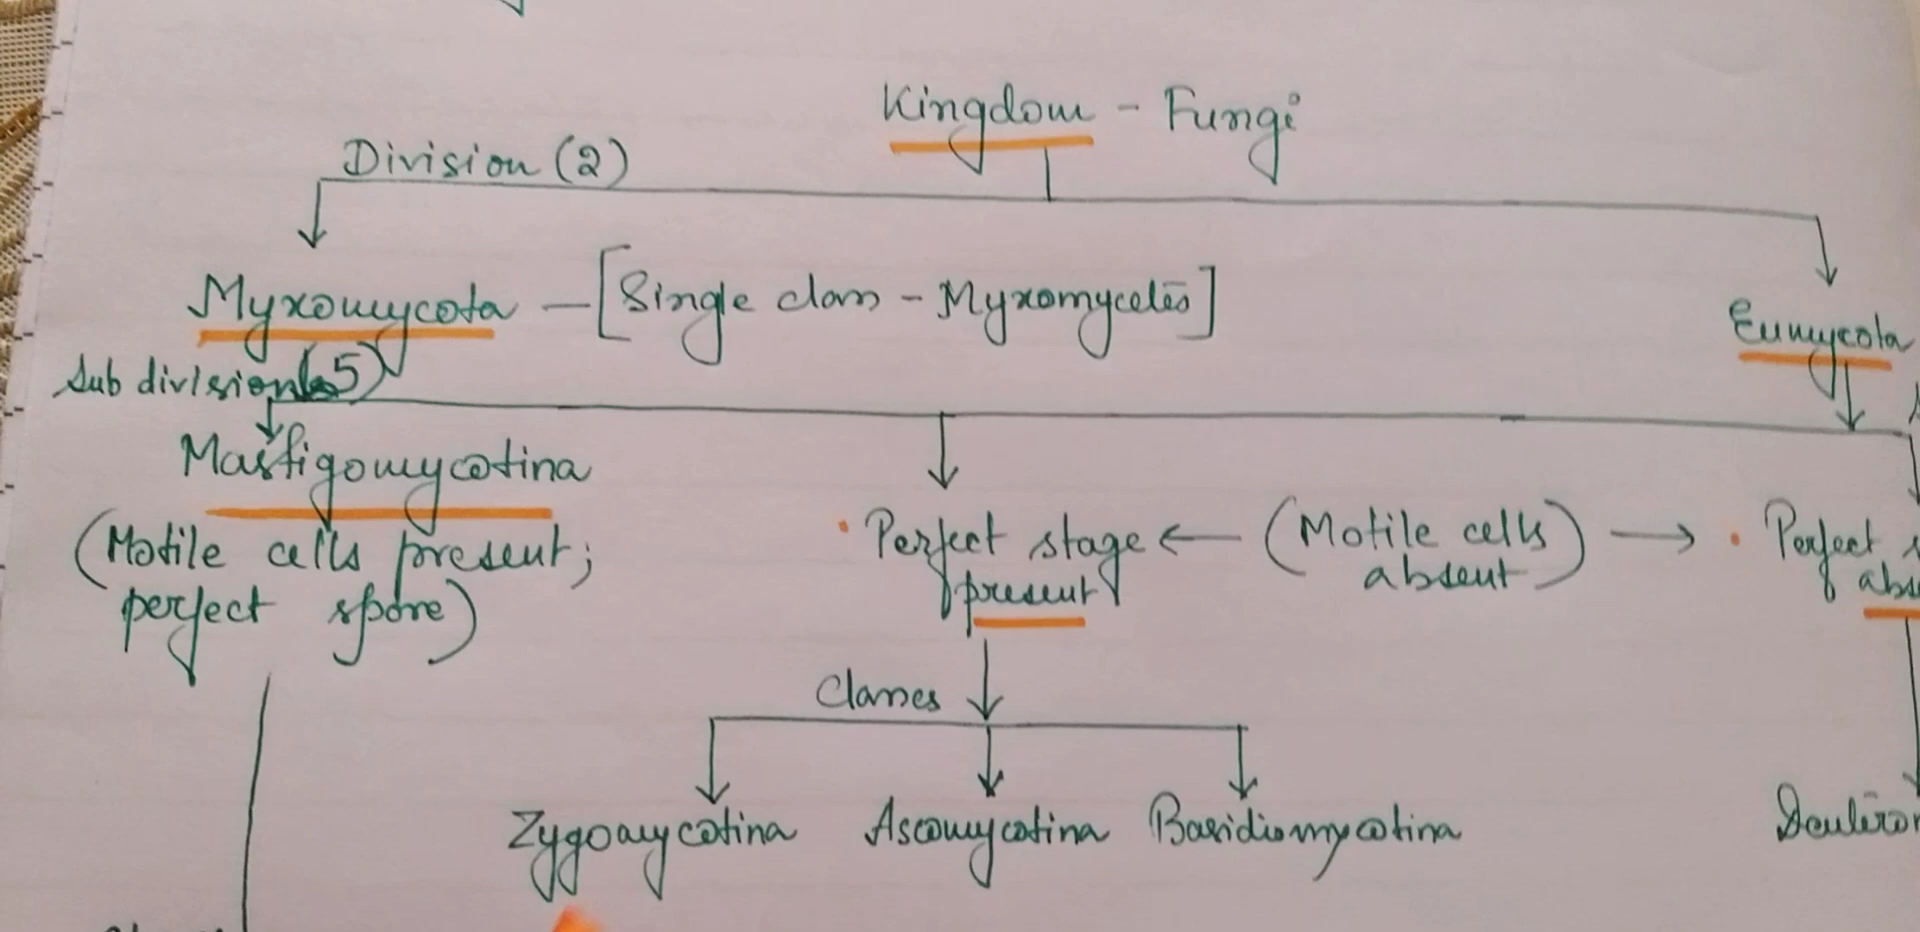 Kingdom - Fungi
Division (2)
Myxomycota - [Single class - Myxomycetes]
Eumycota
Sub division (5)
Mastigomycotina
(Motile cells present;
perfect spore)
• Perfect stage ← (Motile cells → • Perfect
present absent)
Classes
Zygomycotina Ascomycotina Basidiomycotina